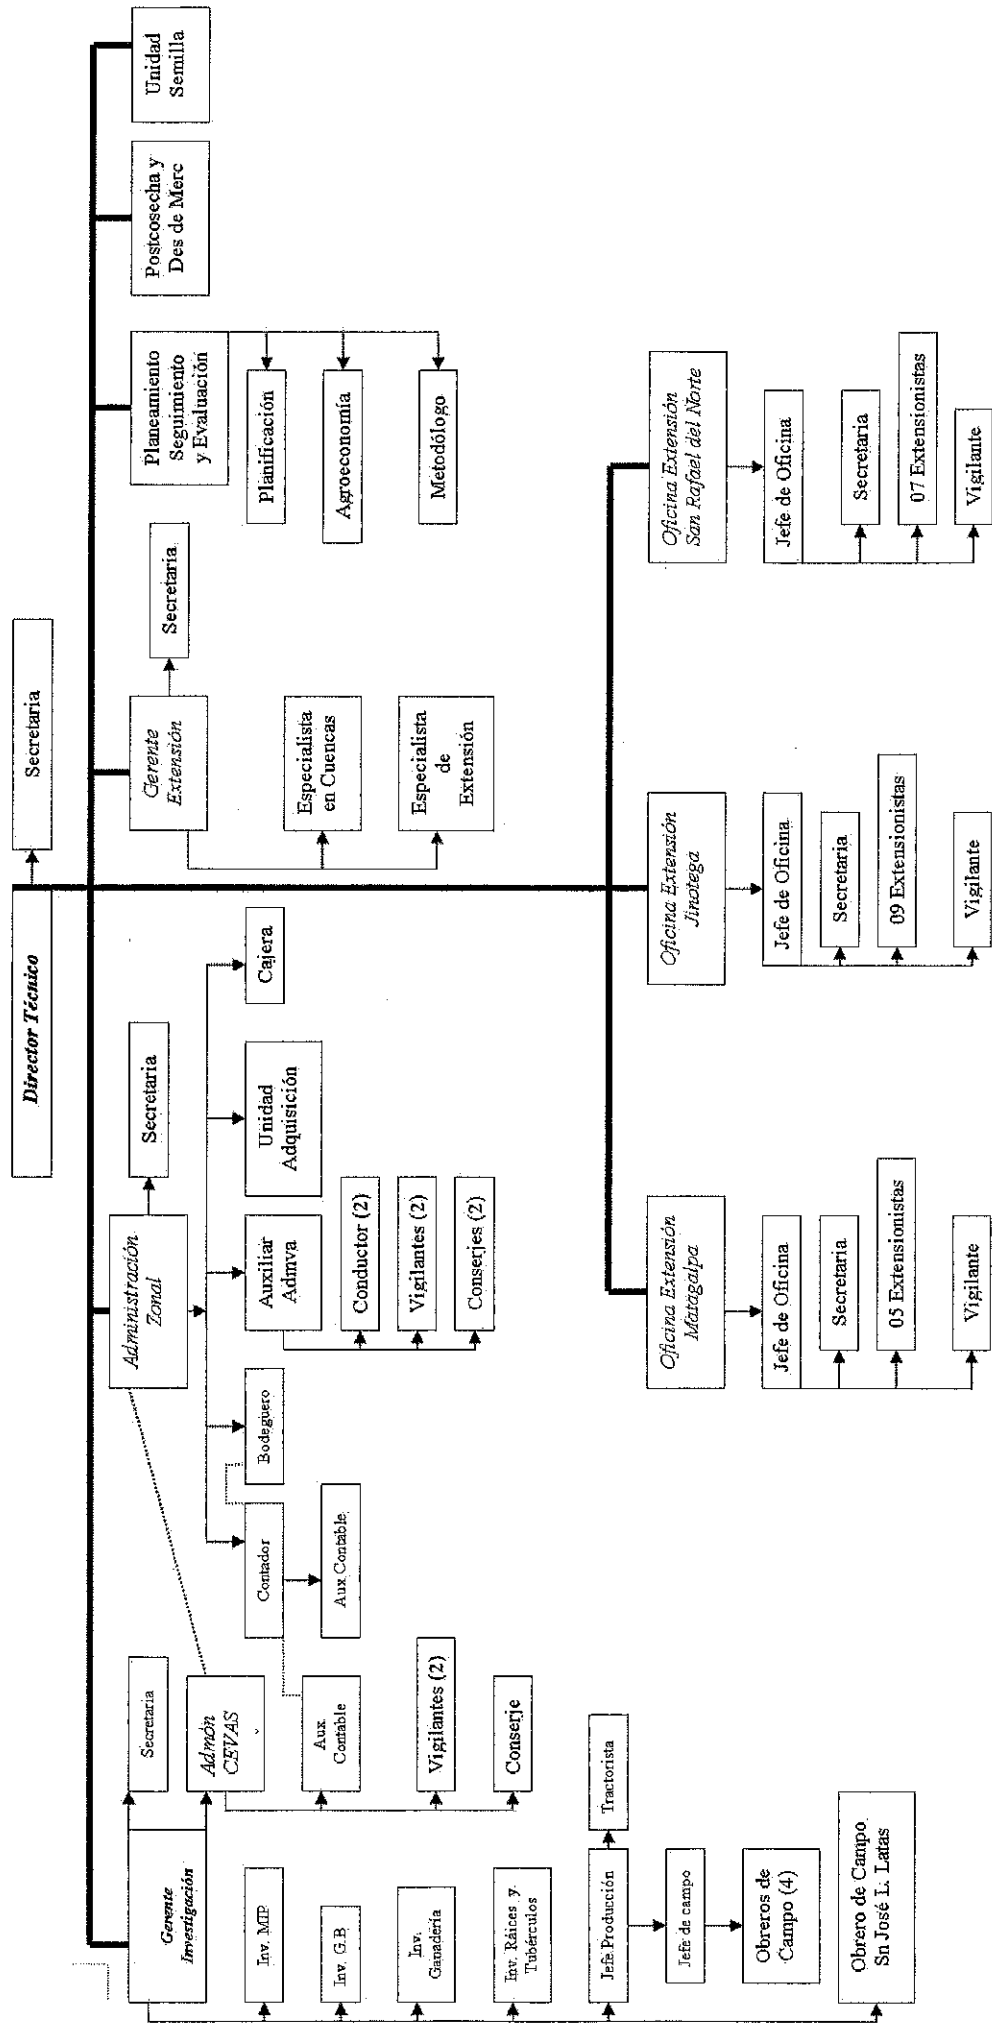 Director Técnico
Secretaria
Gerente
Investigación
Secretaria
Admón
CEVAS
Aux
Contable
Vigilantes (2)
Conserje
Inv. MIP
Inv. G.B
Inv.
Ganadería
Inv. Ráices y
Tubérculos
Jefe Producción
Tractorista
Jefe de campo
Obreros de
Campo (4)
Obrero de Campo
Sn José L. Latas
Administración
Zonal
Secretaria
Contador
Aux Contable
Bodegüero
Auxiliar
Admva
Conductor (2)
Vigilantes (2)
Conserjes (2)
Unidad
Adquisición
Cajera
Gerente
Extensión
Secretaria
Especialista
en Cuencas
Especialista
de
Extensión
Planeamiento
Seguimiento
y Evaluación
Planificación
Agroeconomía
Metodólogo
Postcosecha y
Des de Merc
Unidad
Semilla
Oficina Extensión
Matagalpa
Jefe de Oficina
Secretaria
05 Extensionistas
Vigilante
Oficina Extensión
Jinotega
Jefe de Oficina
Secretaria
09 Extensionistas
Vigilante
Oficina Extensión
San Rafael del Norte
Jefe de Oficina
Secretaria
07 Extensionistas
Vigilante